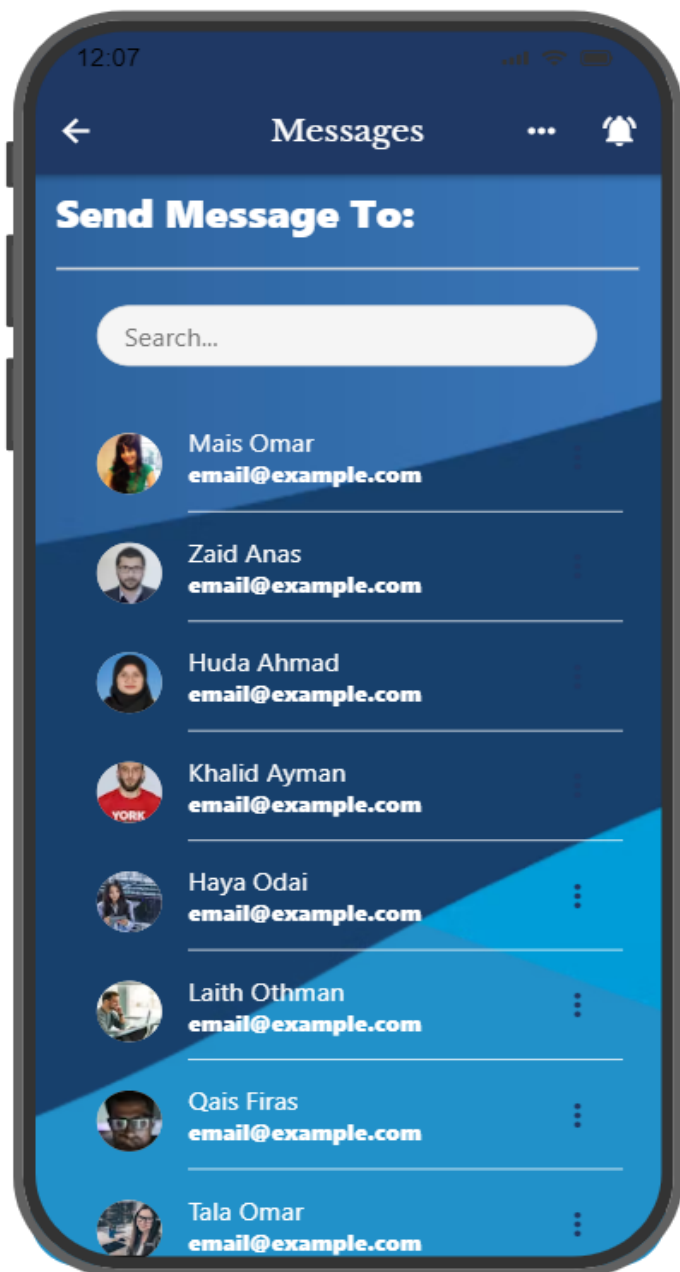 12:07
Messages
Send Message To:
Search...
Mais Omar
email@example.com
Zaid Anas
email@example.com
Huda Ahmad
email@example.com
Khalid Ayman
email@example.com
YORK
Haya Odai
email@example.com
Laith Othman
email@example.com
Qais Firas
email@example.com
Tala Omar
email@example.com